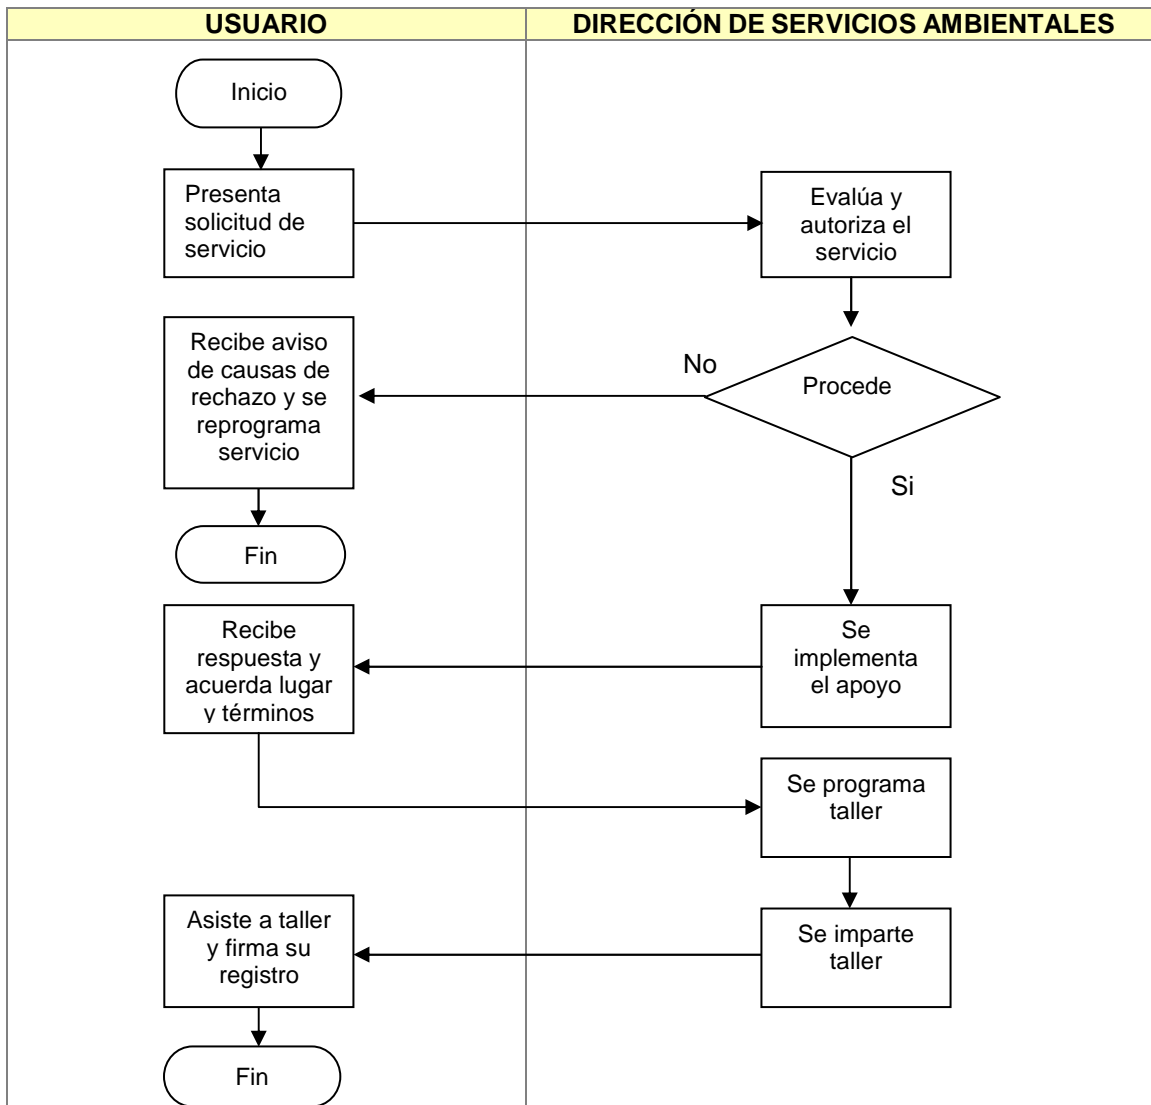 USUARIO
DIRECCIÓN DE SERVICIOS AMBIENTALES
Inicio
Presenta
solicitud de
servicio
Evalúa y
autoriza el
servicio
Recibe aviso
de causas de
rechazo y se
reprograma
servicio
No
Procede
Si
Fin
Recibe
respuesta y
acuerda lugar
y términos
Se
implementa
el apoyo
Se programa
taller
Asiste a taller
y firma su
registro
Se imparte
taller
Fin